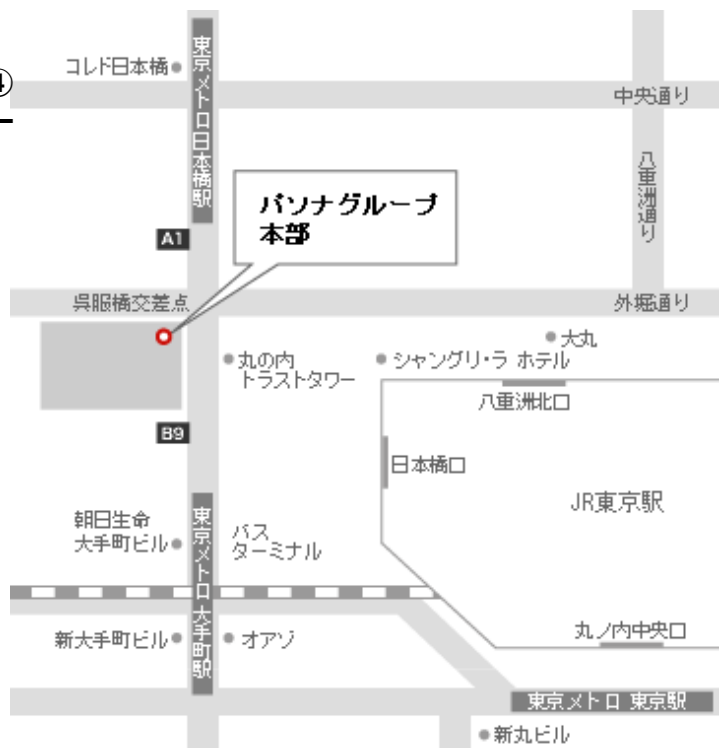 ④
コレド日本橋
東京メトロ日本橋駅
中央通り
八重洲通り
パソナグループ
本部
A1
呉服橋交差点
外堀通り
丸の内
トラストタワー
シャングリ・ラ ホテル
大丸
八重洲北口
B9
日本橋口
JR東京駅
朝日生命
大手町ビル
東京メトロ 大手町駅
バス
ターミナル
新大手町ビル
オアゾ
丸ノ内中央口
東京メトロ 東京駅
新丸ビル